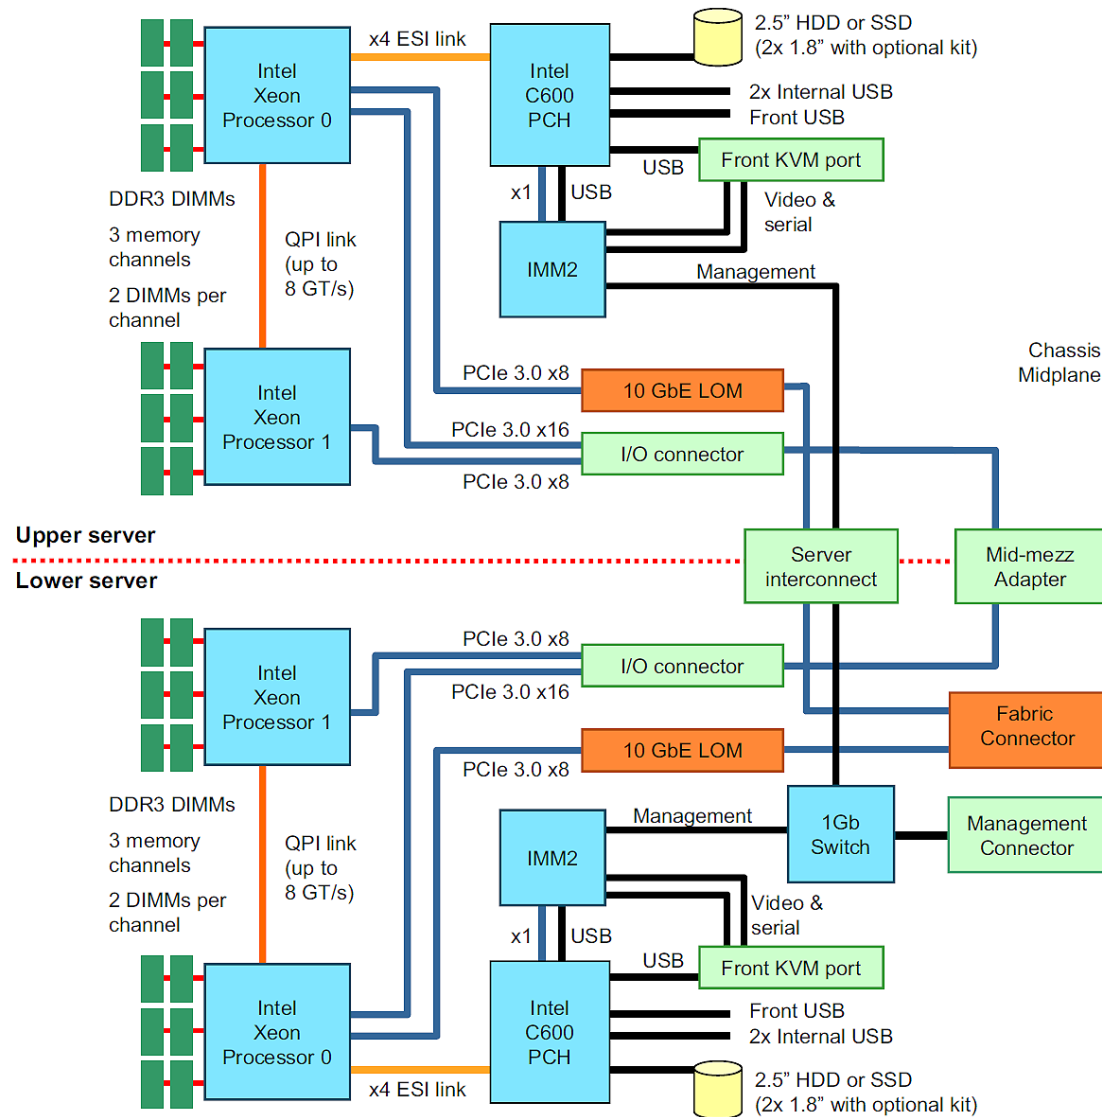 2.5” HDD or SSD
(2x 1.8” with optional kit)
x4 ESI link
Intel
Xeon
Processor 0
Intel
C600
PCH
2x Internal USB
Front USB
USB
Front KVM port
x1
USB
Video &
serial
DDR3 DIMMs
3 memory
channels
2 DIMMs per
channel
QPI link
(up to
8 GT/s)
IMM2
Management
Chassis
Midplane
Intel
Xeon
Processor 1
PCIe 3.0 x8
10 GbE LOM
PCIe 3.0 x16
I/O connector
PCIe 3.0 x8
Upper server
Server
interconnect
Mid-mezz
Adapter
Lower server
Intel
Xeon
Processor 1
PCIe 3.0 x8
I/O connector
PCIe 3.0 x16
Fabric
Connector
10 GbE LOM
PCIe 3.0 x8
DDR3 DIMMs
3 memory
channels
2 DIMMs per
channel
QPI link
(up to
8 GT/s)
Management
IMM2
1Gb
Switch
Management
Connector
Video &
serial
x1
USB
USB
Front KVM port
Intel
Xeon
Processor 0
Intel
C600
PCH
Front USB
2x Internal USB
x4 ESI link
2.5” HDD or SSD
(2x 1.8” with optional kit)